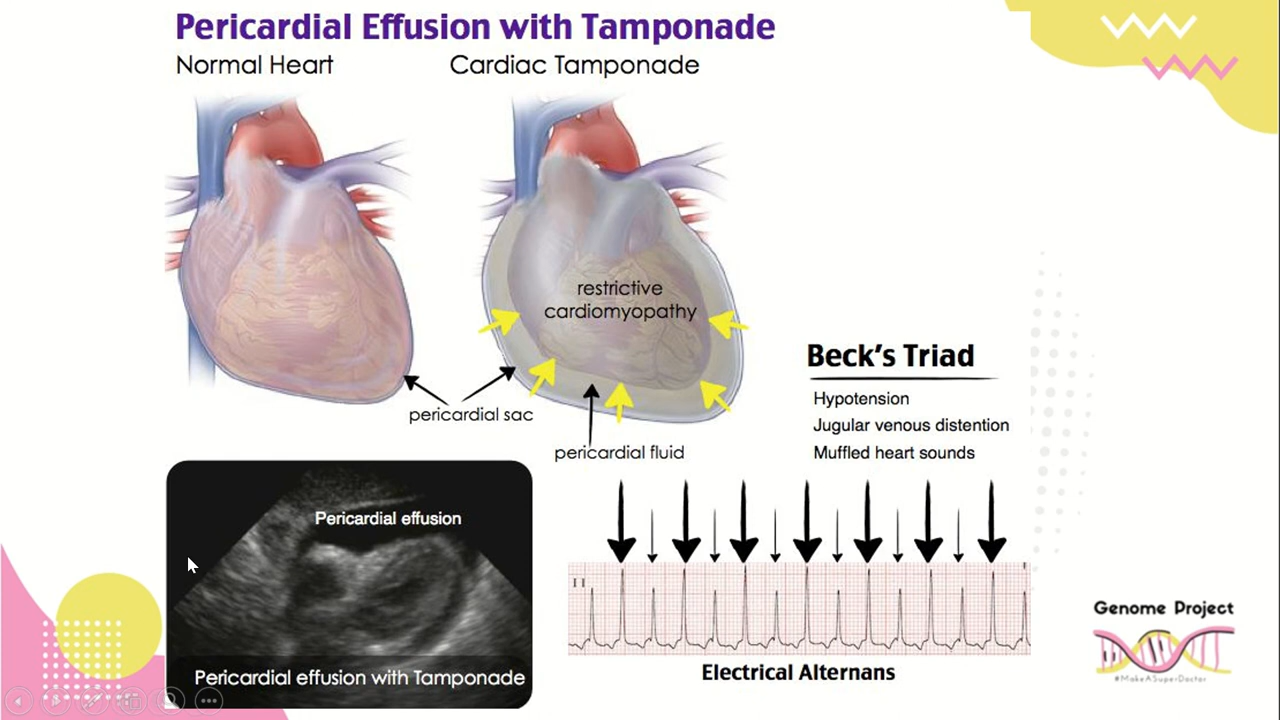 Pericardial Effusion with Tamponade
Normal Heart
Cardiac Tamponade
restrictive
cardiomyopathy
pericardial sac
pericardial fluid
Beck's Triad
Hypotension
Jugular venous distention
Muffled heart sounds
Pericardial effusion
Pericardial effusion with Tamponade
II
Electrical Alternans
Genome Project
#MakeASuperDoctor